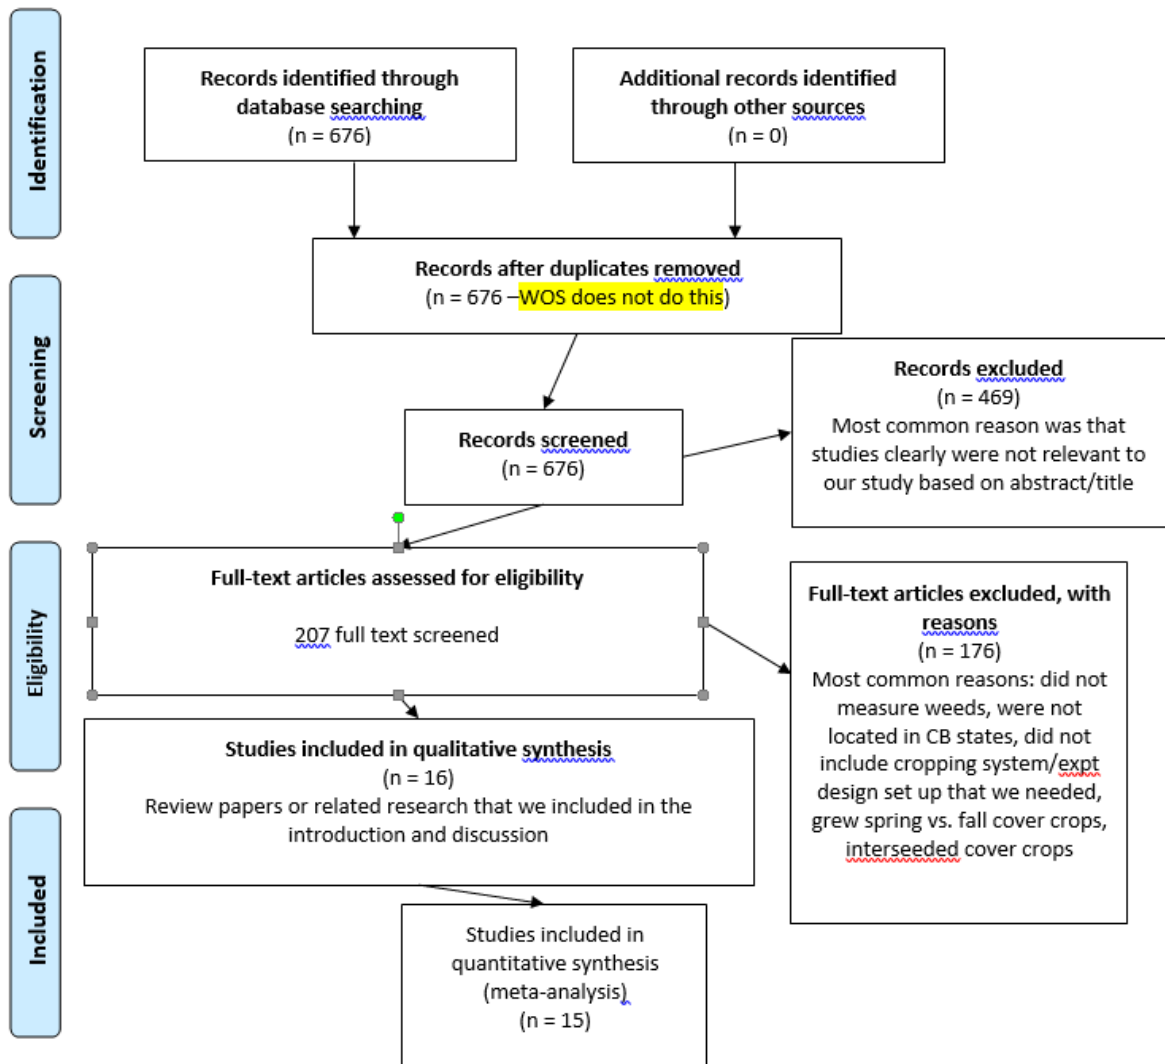 Identification
Records identified through
database searching
(n = 676)
Additional records identified
through other sources
(n = 0)
Records after duplicates removed
(n = 676 –WOS does not do this)
Screening
Records screened
(n = 676)
Records excluded
(n = 469)
Most common reason was that
studies clearly were not relevant to
our study based on abstract/title
Eligibility
Full-text articles assessed for eligibility
207 full text screened
Full-text articles excluded, with
reasons
(n = 176)
Most common reasons: did not
measure weeds, were not
located in CB states, did not
include cropping system/expt
design set up that we needed,
grew spring vs. fall cover crops,
interseeded cover crops
Studies included in qualitative synthesis
(n = 16)
Review papers or related research that we included in the
introduction and discussion
Included
Studies included in
quantitative synthesis
(meta-analysis)
(n = 15)